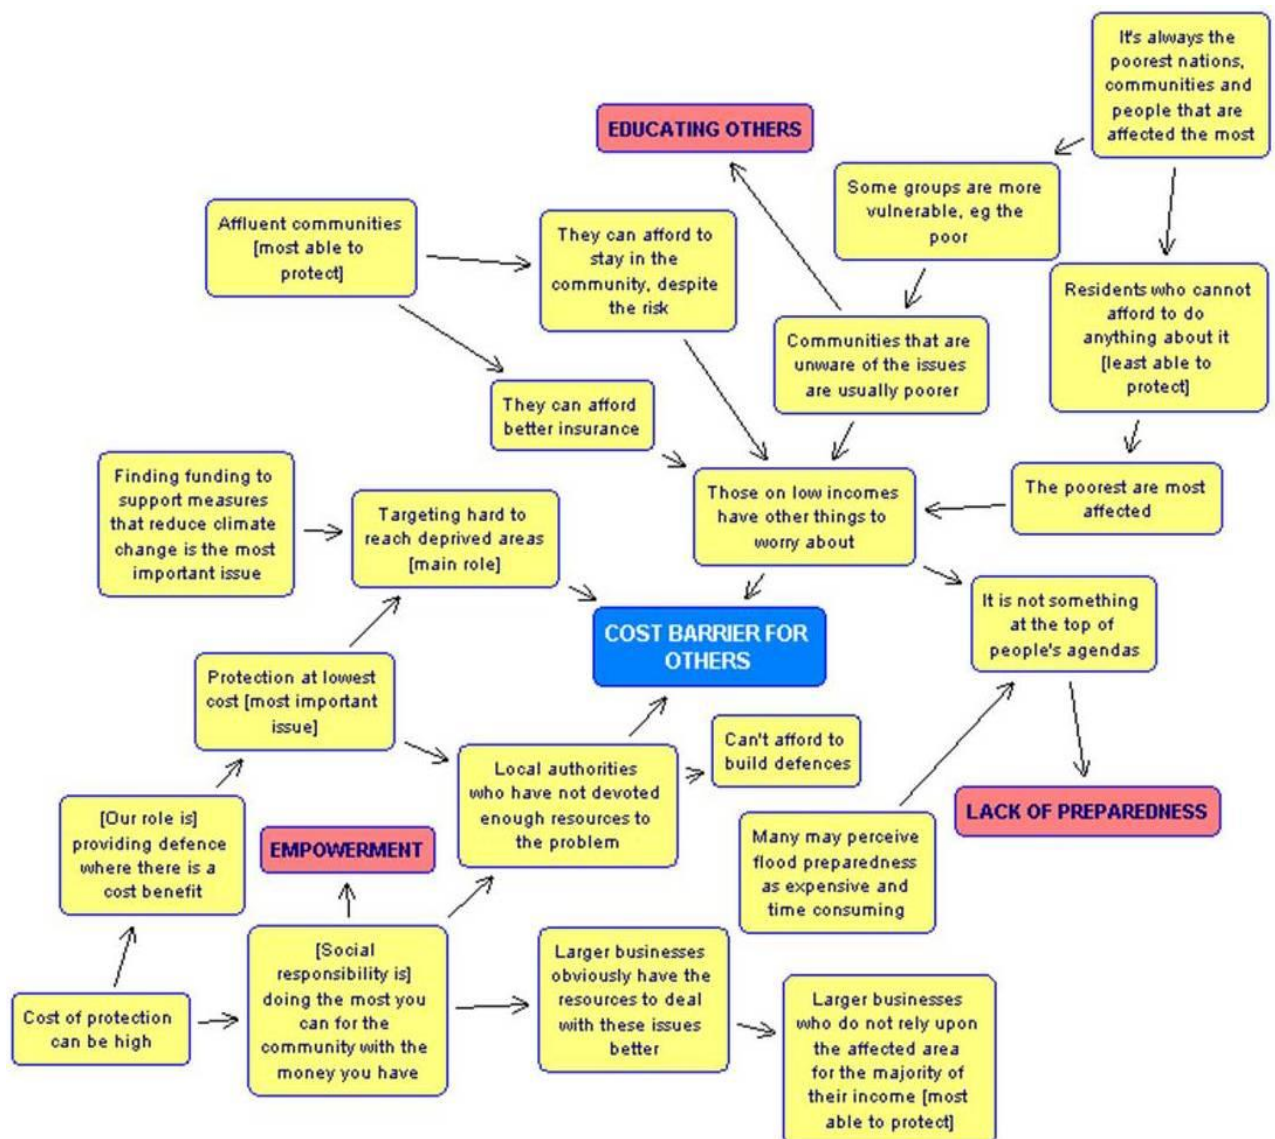 It's always the
poorest nations,
communities and
people that are
affected the most
EDUCATING OTHERS
Some groups are more
vulnerable, eg the
poor
Affluent communities
[most able to
protect]
They can afford to
stay in the
community, despite
the risk
Residents who cannot
afford to do
anything about it
[least able to
protect]
Communities that are
unware of the issues
are usually poorer
They can afford
better insurance
Finding funding to
support measures
that reduce climate
change is the most
important issue
Targeting hard to
reach deprived areas
[main role]
Those on low incomes
have other things to
worry about
The poorest are most
affected
It is not something
at the top of
people's agendas
COST BARRIER FOR
OTHERS
Protection at lowest
cost [most important
issue]
Can't afford to
build defences
Local authorities
who have not devoted
enough resources to
the problem
LACK OF PREPAREDNESS
[Our role is]
providing defence
where there is a
cost benefit
EMPOWERMENT
Many may perceive
flood preparedness
as expensive and
time consuming
[Social
responsibility is]
doing the most you
can for the
community with the
money you have
Larger businesses
obviously have the
resources to deal
with these issues
better
Cost of protection
can be high
Larger businesses
who do not rely upon
the affected area
for the majority of
their income [most
able to protect]